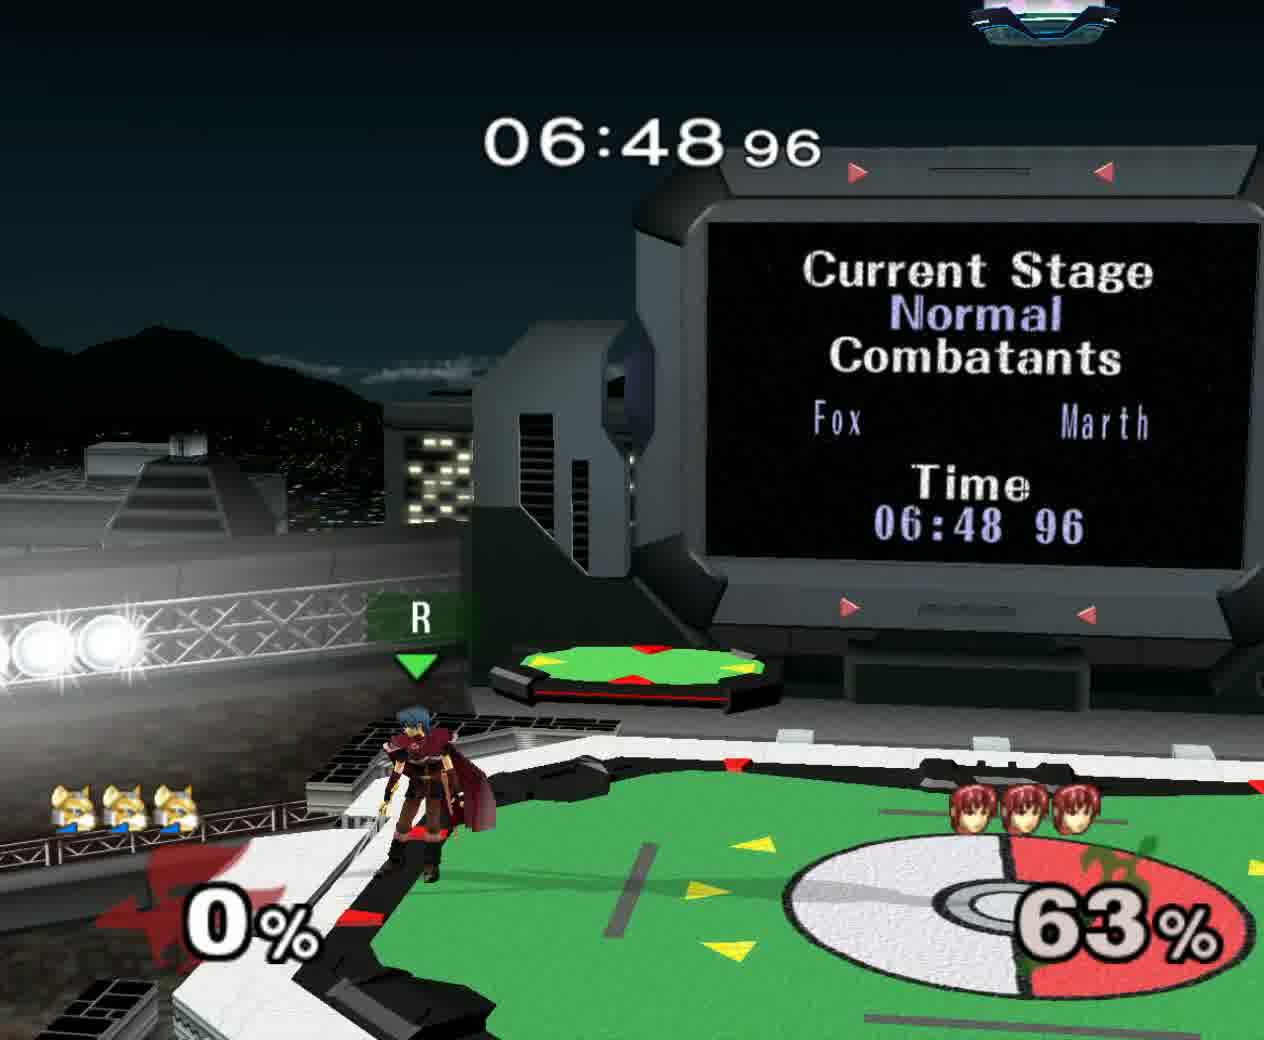 06:48 96
Current Stage
Normal
Combatants
Fox Marth
Time
06:48 96
R
0%
63%